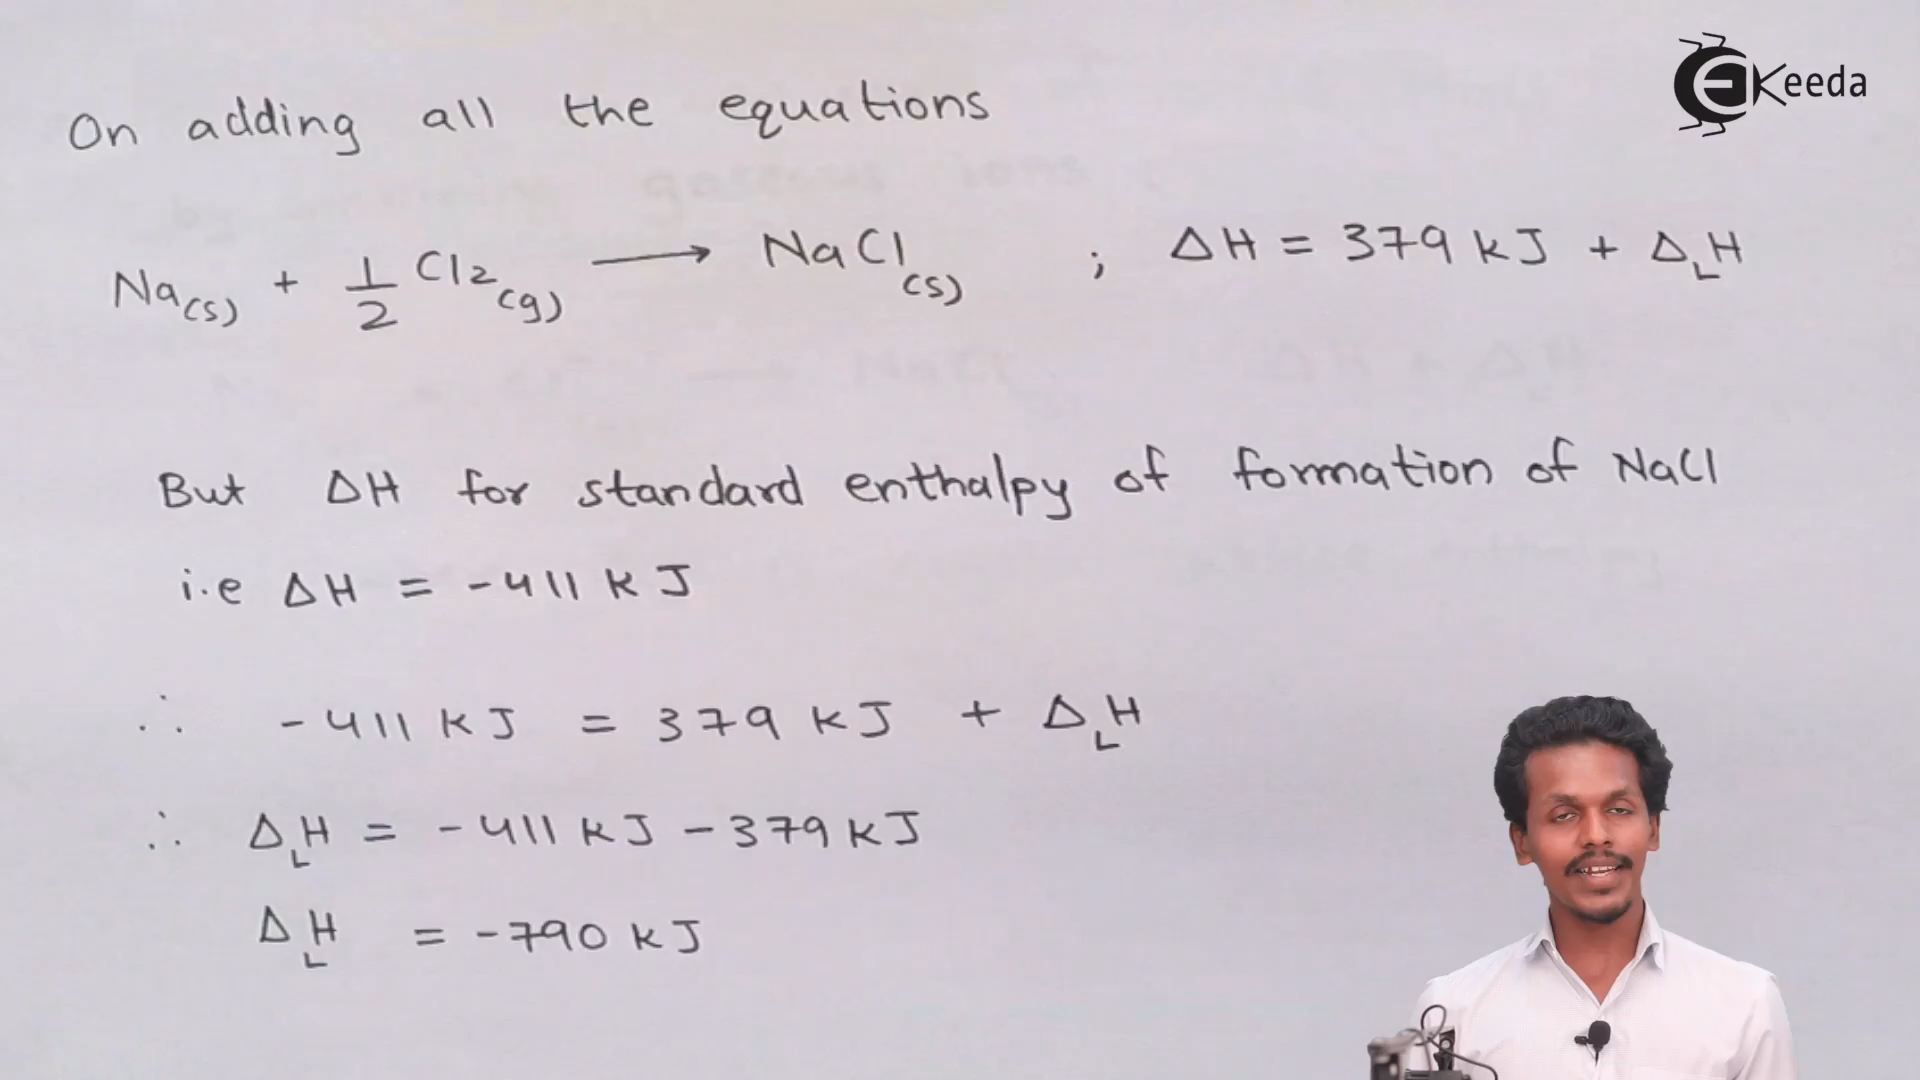 EKeeda
On adding all the equations
Na(s) + 1/2 Cl2(g) ⟶ NaCl(s) ; ΔH = 379 kJ + ΔLH
But ΔH for standard enthalpy of formation of NaCl
i.e ΔH = -411 kJ
∴ -411 kJ = 379 kJ + ΔLH
∴ ΔLH = -411 kJ - 379 kJ
ΔLH = -790 kJ